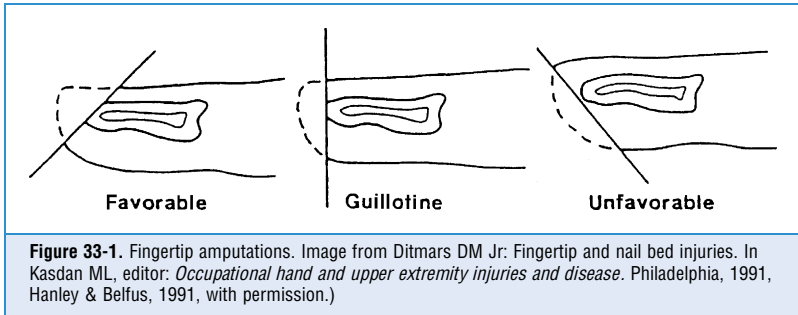 Favorable
Guillotine
Unfavorable
Figure 33-1. Fingertip amputations. Image from Ditmars DM Jr: Fingertip and nail bed injuries. In
Kasdan ML, editor: Occupational hand and upper extremity injuries and disease. Philadelphia, 1991,
Hanley & Belfus, 1991, with permission.)